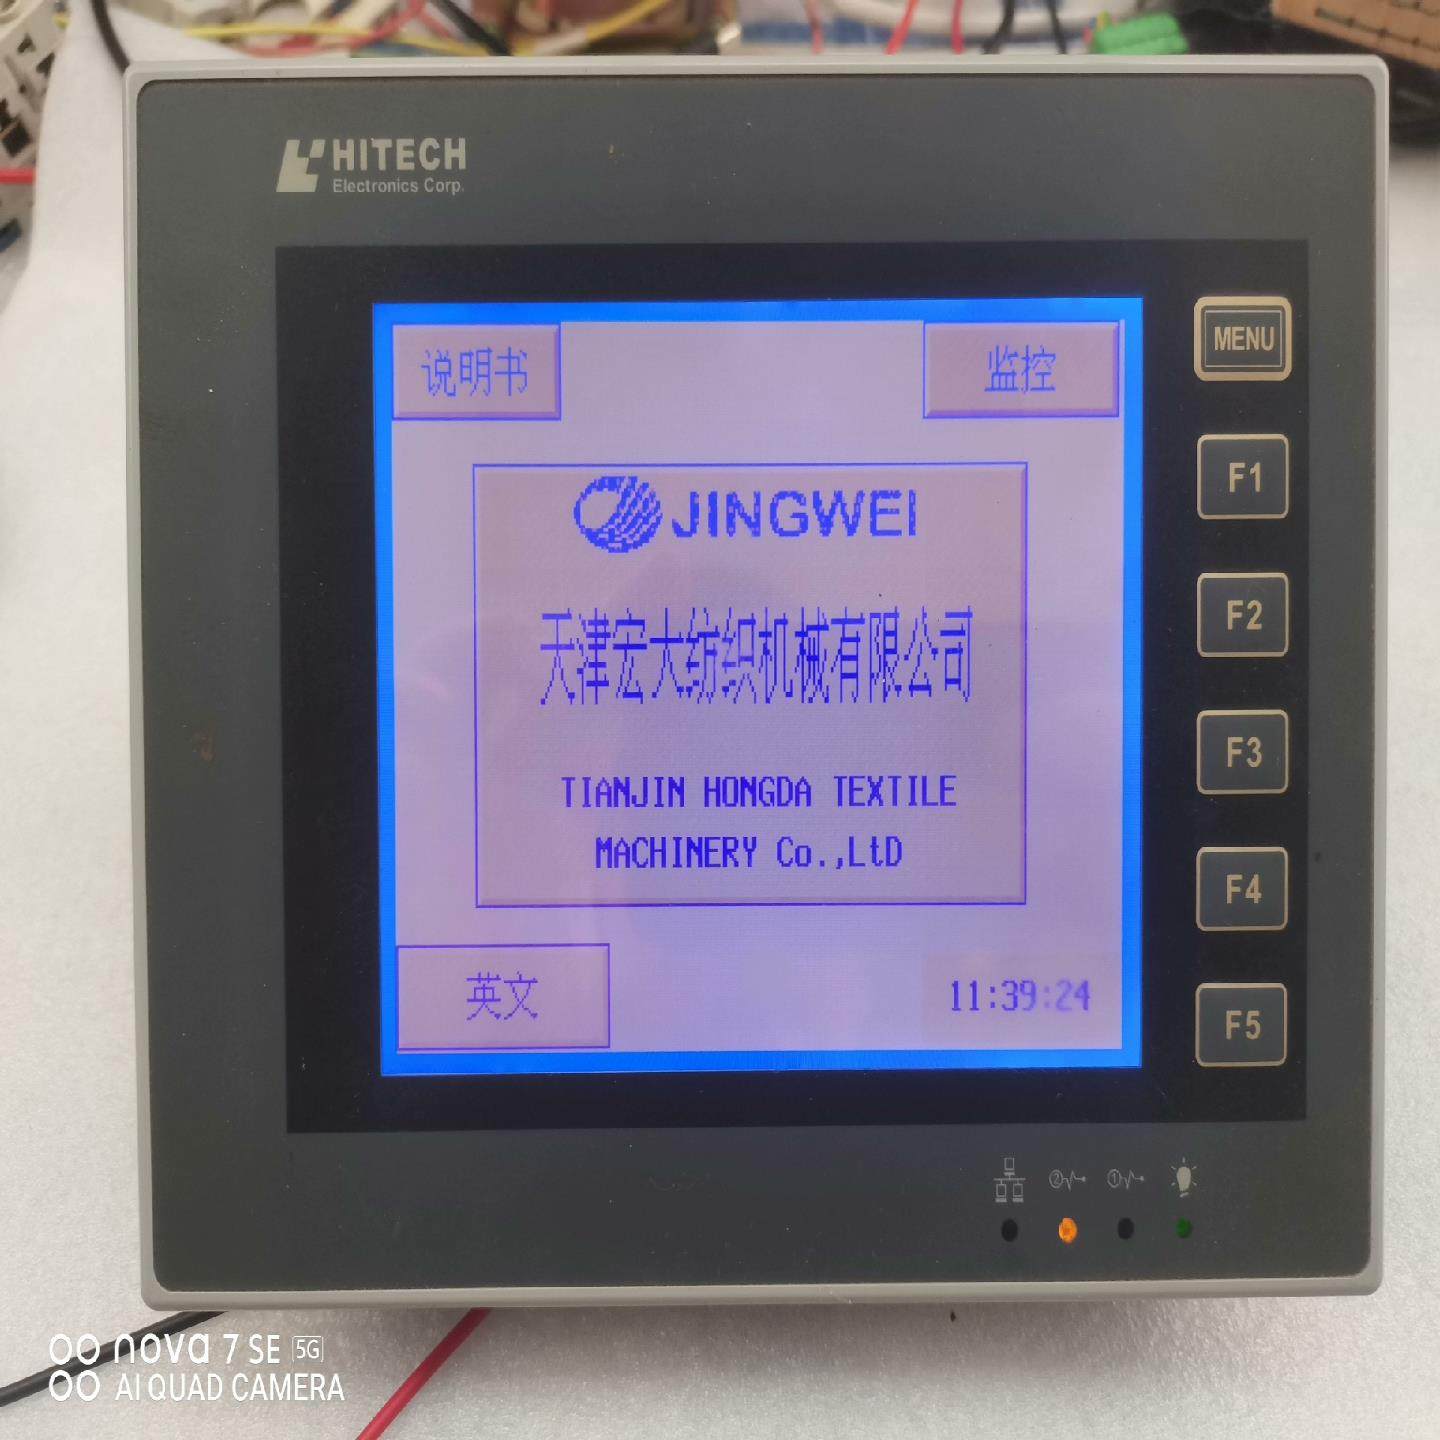 HITECH
Electronics Corp.
说明书
监控
MENU
JINGWEI
F1
天津宏大纺织机械有限公司
F2
TIANJIN HONGDA TEXTILE
F3
MACHINERY Co.,LtD
F4
英文
11:39:24
F5
2
1
nova 7 SE 5G
AI QUAD CAMERA